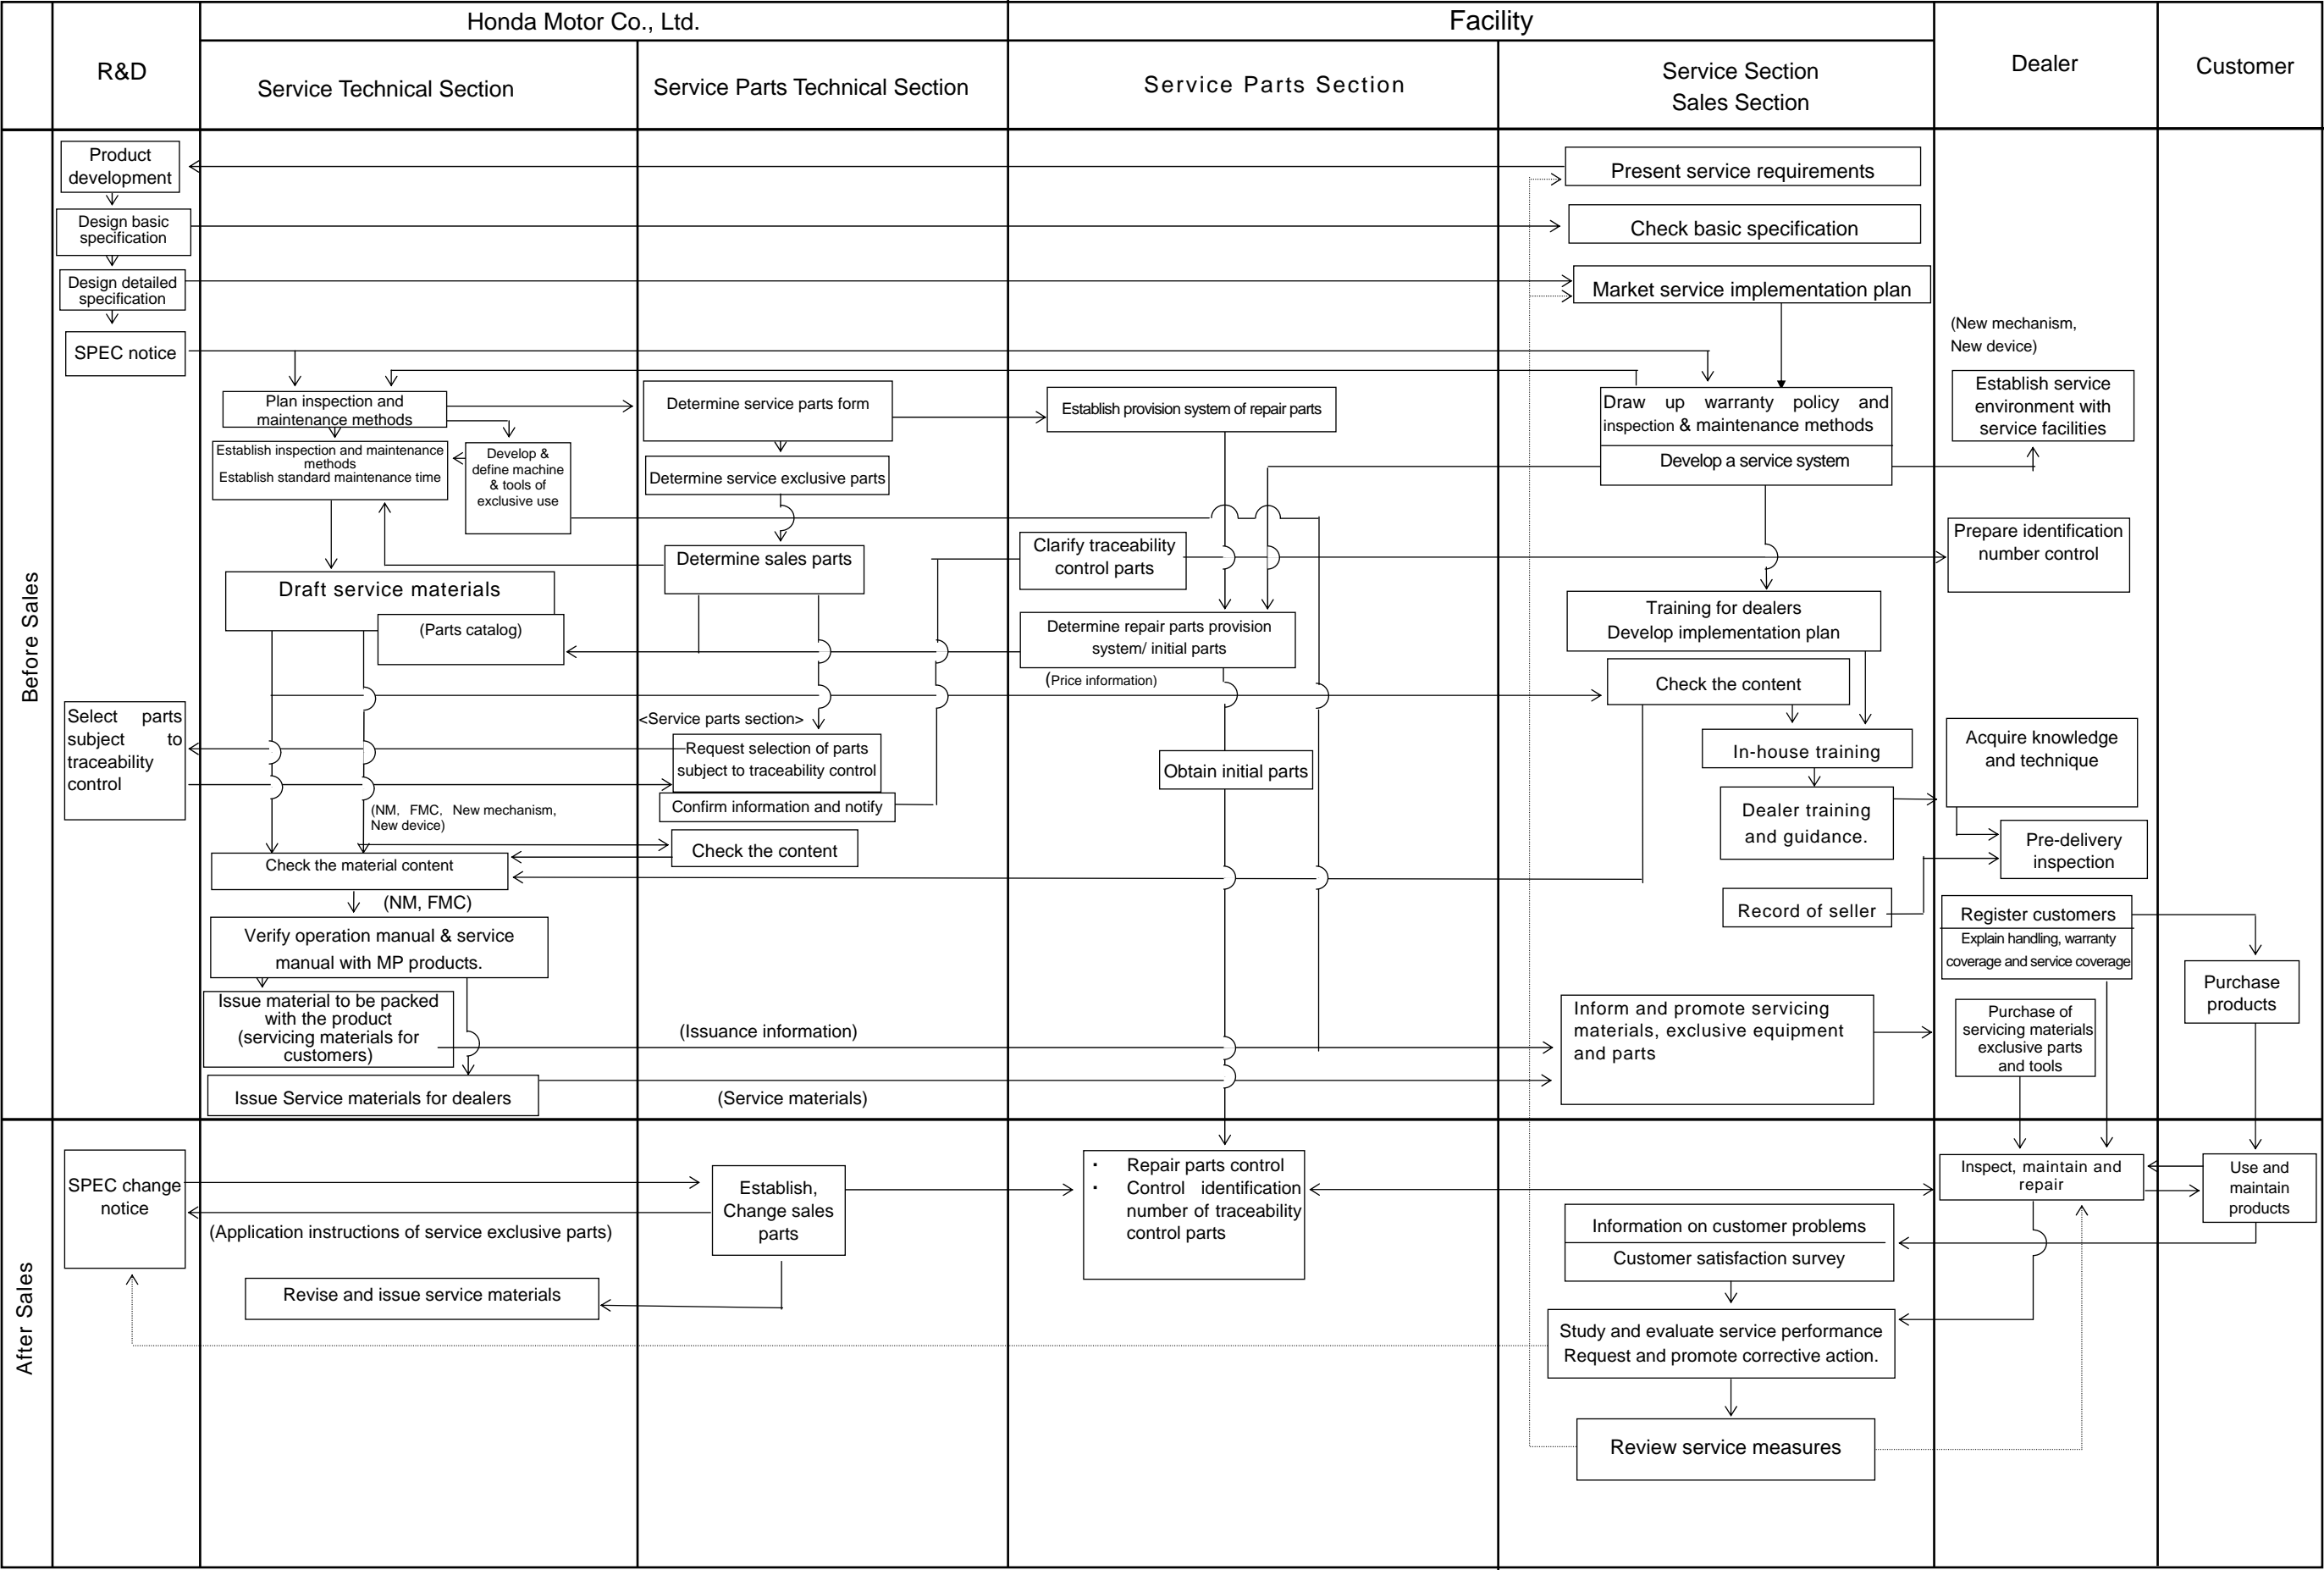 Honda Motor Co., Ltd.
Facility
R&D
Service Technical Section
Service Parts Technical Section
Service Parts Section
Service Section
Sales Section
Dealer
Customer
Before Sales
Product
development
Design basic
specification
Design detailed
specification
SPEC notice
Select parts
subject to
traceability
control
Plan inspection and
maintenance methods
Establish inspection and maintenance
methods
Establish standard maintenance time
Develop &
define machine
& tools of
exclusive use
Draft service materials
(Parts catalog)
(NM, FMC, New mechanism,
New device)
Check the material content
(NM, FMC)
Verify operation manual & service
manual with MP products.
Issue material to be packed
with the product
(servicing materials for
customers)
Issue Service materials for dealers
Determine service parts form
Determine service exclusive parts
Determine sales parts
<Service parts section>
Request selection of parts
subject to traceability control
Confirm information and notify
Check the content
(Issuance information)
(Service materials)
Establish provision system of repair parts
Clarify traceability
control parts
Determine repair parts provision
system/ initial parts
(Price information)
Obtain initial parts
Present service requirements
Check basic specification
Market service implementation plan
Draw up warranty policy and
inspection & maintenance methods
Develop a service system
Training for dealers
Develop implementation plan
Check the content
In-house training
Dealer training
and guidance.
Record of seller
Inform and promote servicing
materials, exclusive equipment
and parts
(New mechanism,
New device)
Establish service
environment with
service facilities
Prepare identification
number control
Acquire knowledge
and technique
Pre-delivery
inspection
Register customers
Explain handling, warranty
coverage and service coverage
Purchase of
servicing materials
exclusive parts
and tools
Purchase
products
After Sales
SPEC change
notice
(Application instructions of service exclusive parts)
Revise and issue service materials
Establish,
Change sales
parts
· Repair parts control
· Control identification
number of traceability
control parts
Information on customer problems
Customer satisfaction survey
Study and evaluate service performance
Request and promote corrective action.
Review service measures
Inspect, maintain and
repair
Use and
maintain
products